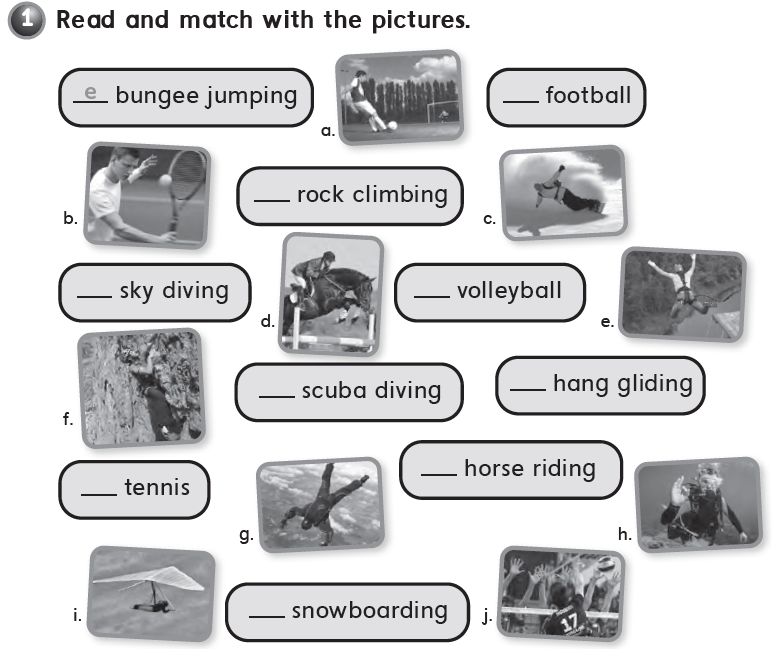 1 Read and match with the pictures.
e bungee jumping
a.
___ football
b.
___ rock climbing
c.
___ sky diving
d.
___ volleyball
e.
f.
___ scuba diving
___ hang gliding
___ tennis
g.
___ horse riding
h.
i.
___ snowboarding
j.
17